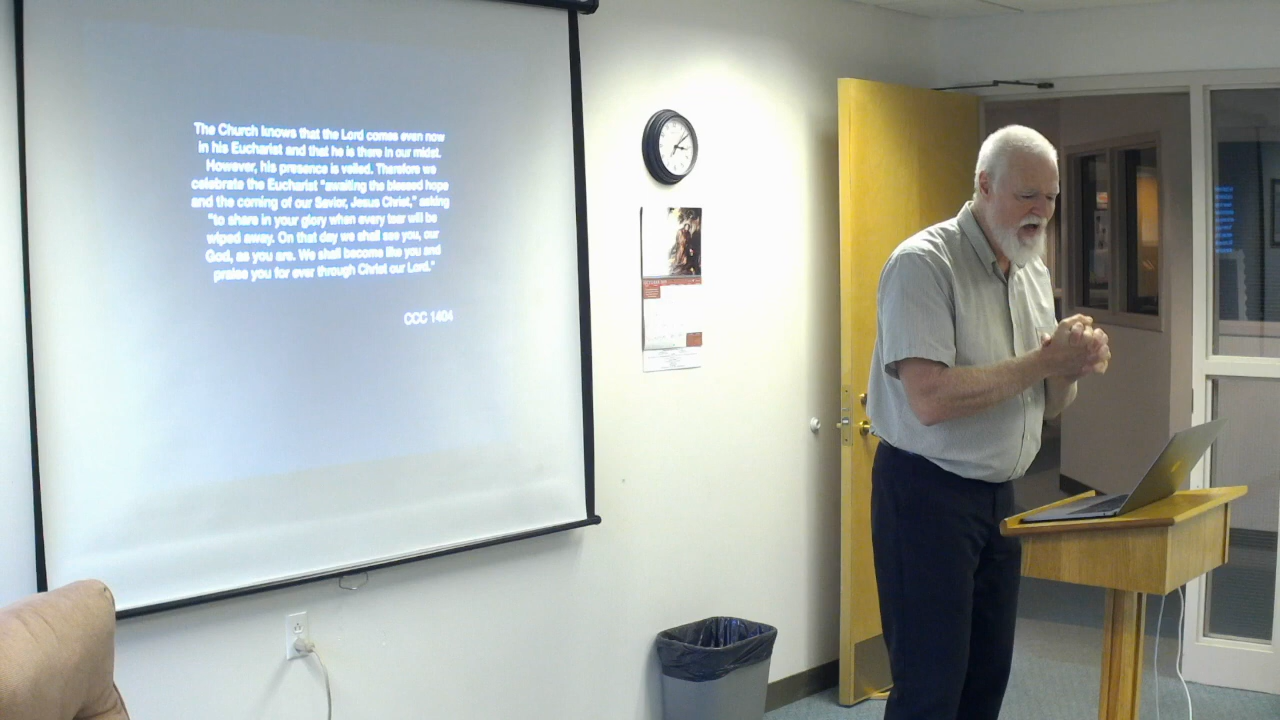 The Church knows that the Lord comes even now
in his Eucharist and that he is there in our midst.
However, his presence is veiled. Therefore we
celebrate the Eucharist "awaiting the blessed hope
and the coming of our Savior, Jesus Christ," asking
"to share in your glory when every tear will be
wiped away. On that day we shall see you, our
God, as you are. We shall become like you and
praise you for ever through Christ our Lord."
CCC 1404